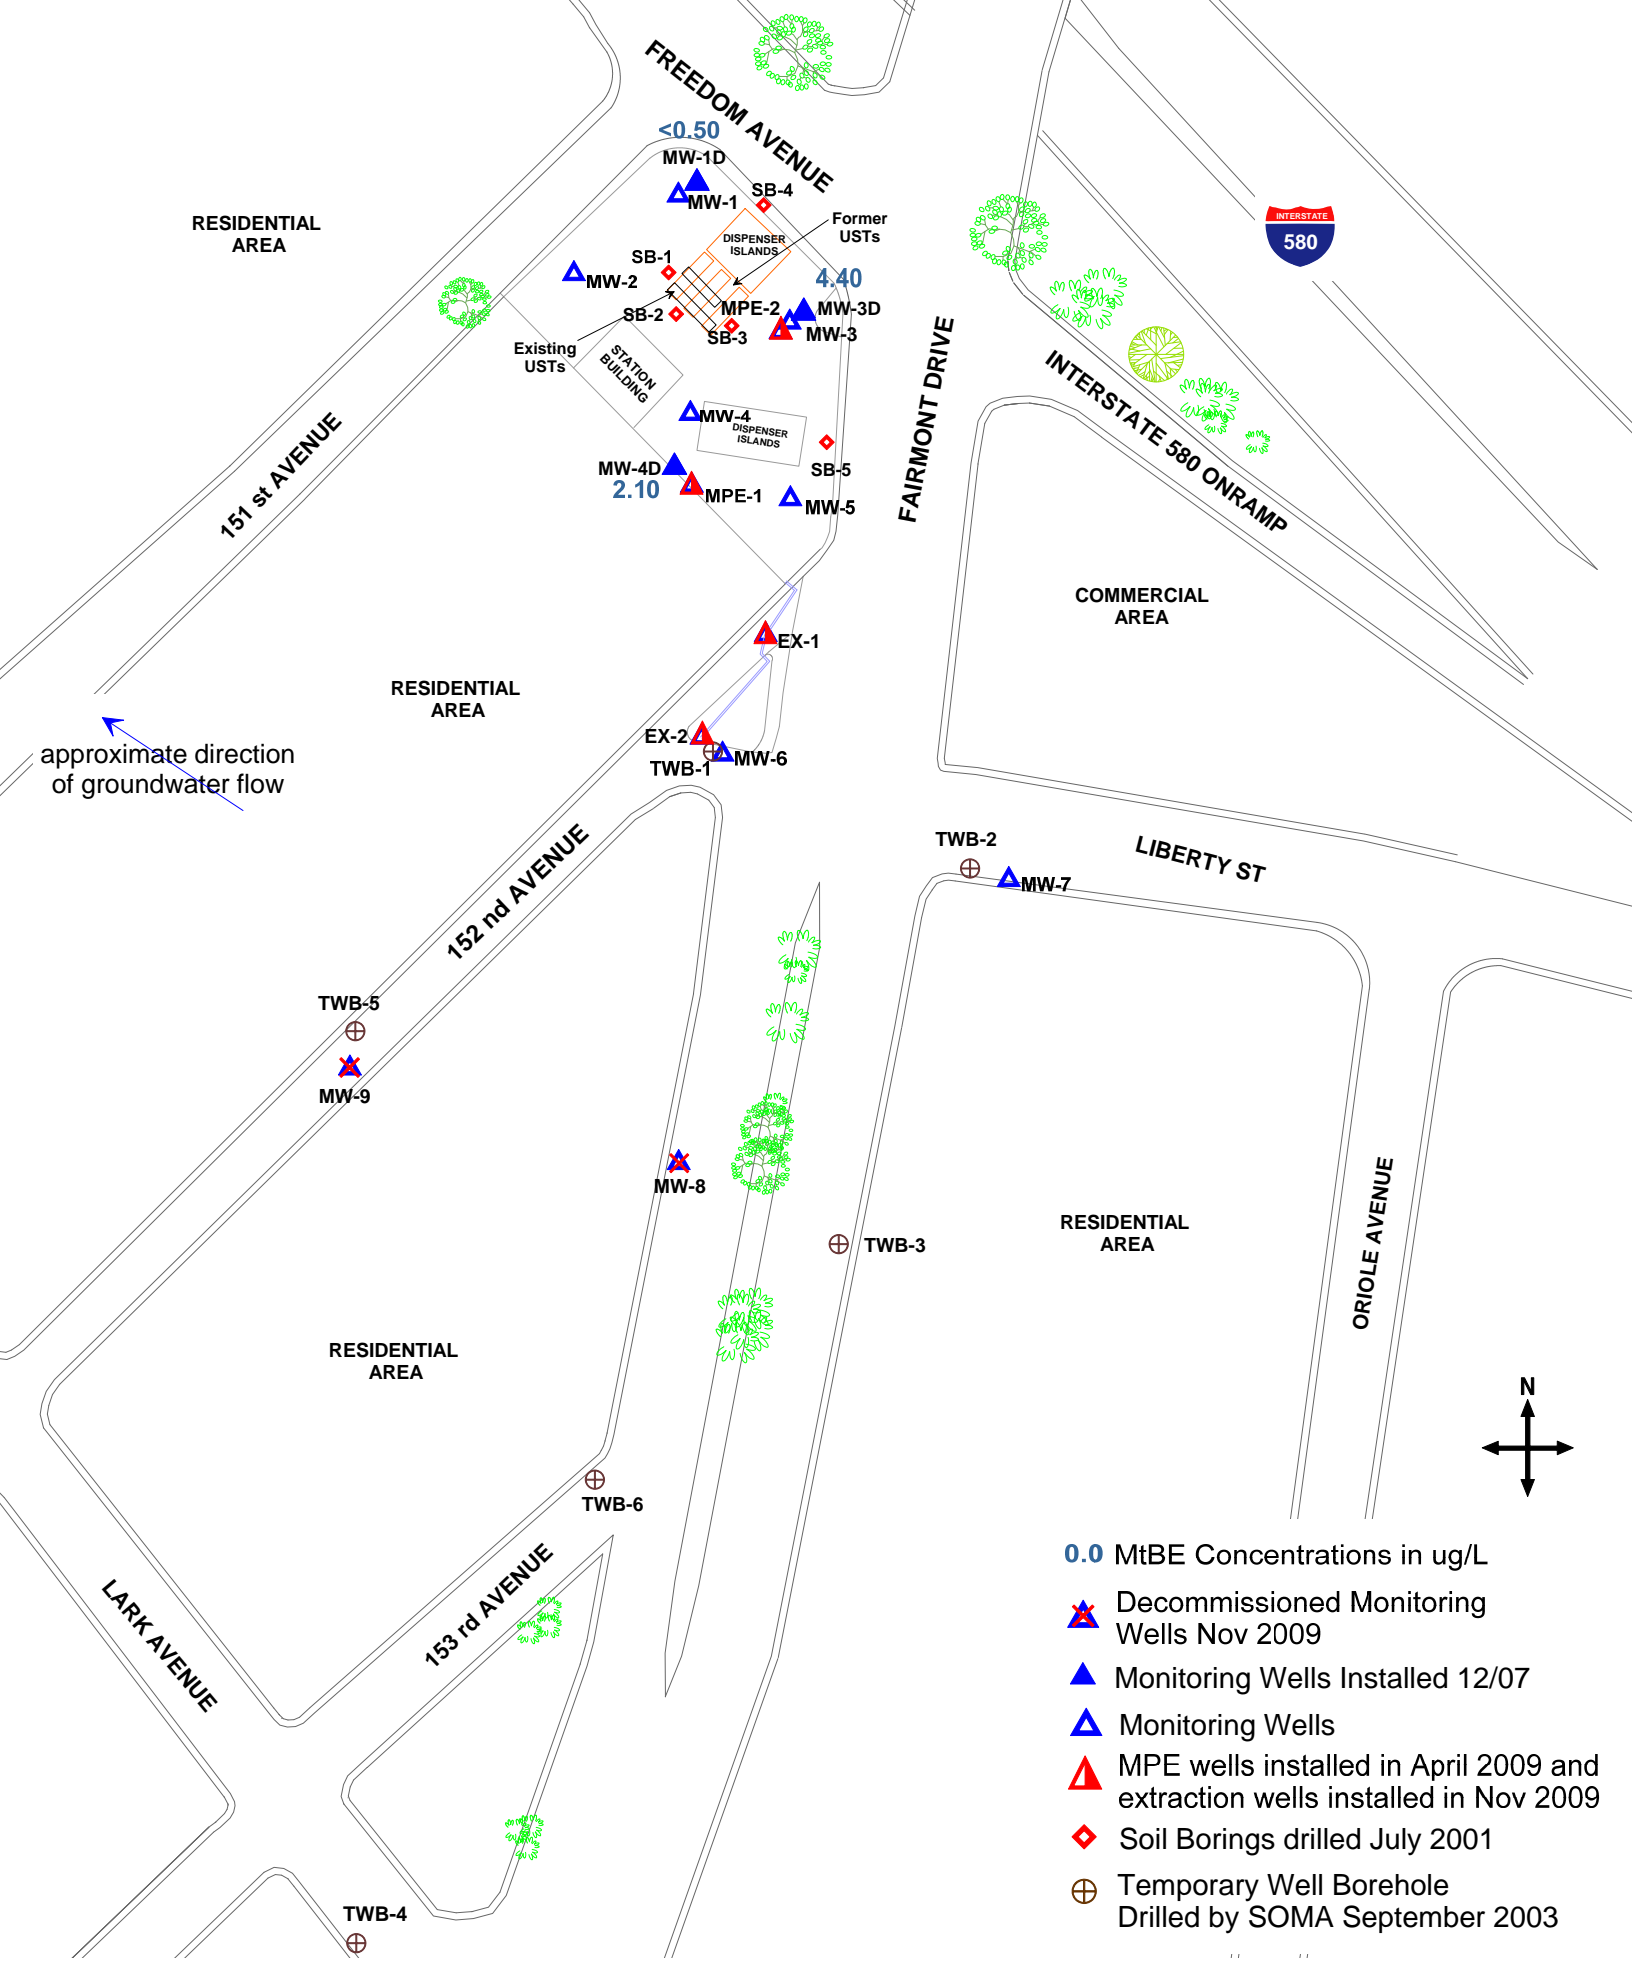 FREEDOM AVENUE
<0.50
MW-1D
MW-1
SB-4
Former
USTs
RESIDENTIAL
AREA
INTERSTATE
580
DISPENSER
ISLANDS
SB-1
MW-2
4.40
SB-2
MPE-2
MW-3D
SB-3
MW-3
Existing
USTs
STATION
BUILDING
MW-4
DISPENSER
ISLANDS
FAIRMONT DRIVE
INTERSTATE 580 ONRAMP
151 st AVENUE
MW-4D
2.10
MPE-1
SB-5
MW-5
COMMERCIAL
AREA
EX-1
RESIDENTIAL
AREA
approximate direction
of groundwater flow
EX-2
TWB-1
MW-6
152 nd AVENUE
TWB-2
MW-7
LIBERTY ST
TWB-5
MW-9
MW-8
TWB-3
RESIDENTIAL
AREA
ORIOLE AVENUE
RESIDENTIAL
AREA
N
TWB-6
153 rd AVENUE
LARK AVENUE
TWB-4
0.0 MtBE Concentrations in ug/L
Decommissioned Monitoring
Wells Nov 2009
Monitoring Wells Installed 12/07
Monitoring Wells
MPE wells installed in April 2009 and
extraction wells installed in Nov 2009
Soil Borings drilled July 2001
Temporary Well Borehole
Drilled by SOMA September 2003